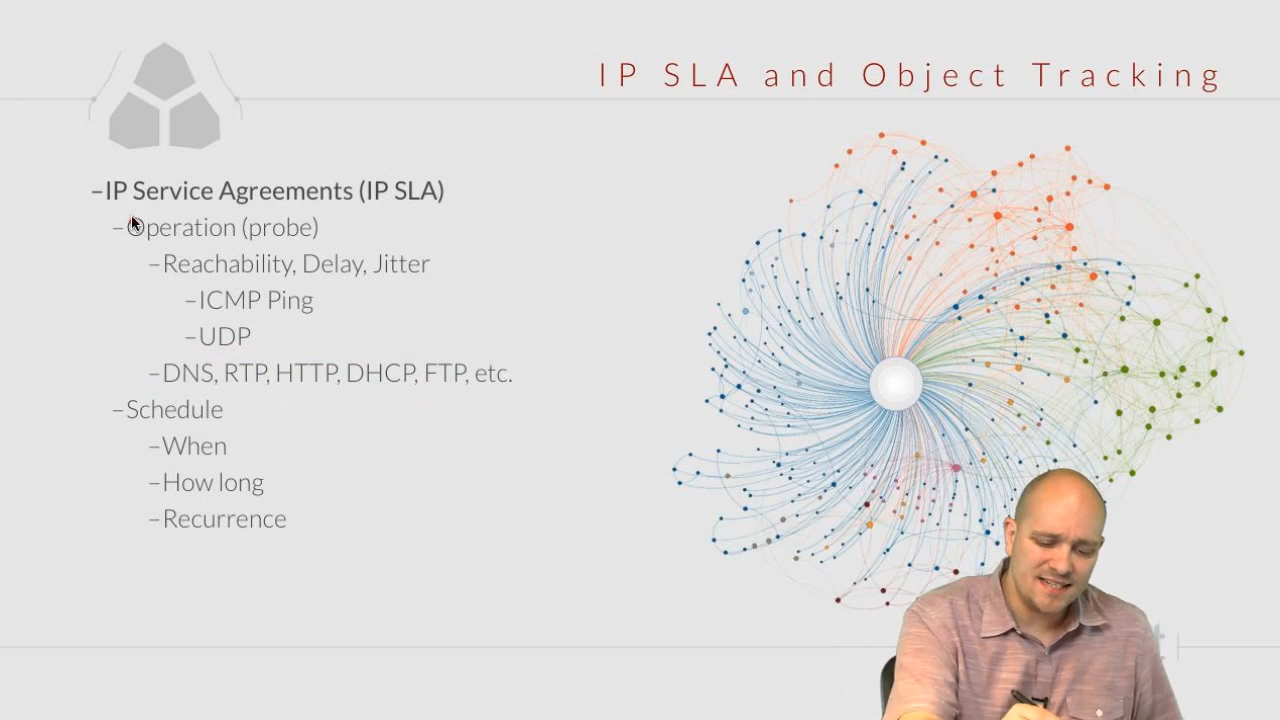 IP SLA and Object Tracking
–IP Service Agreements (IP SLA)
–Operation (probe)
–Reachability, Delay, Jitter
–ICMP Ping
–UDP
–DNS, RTP, HTTP, DHCP, FTP, etc.
–Schedule
–When
–How long
–Recurrence